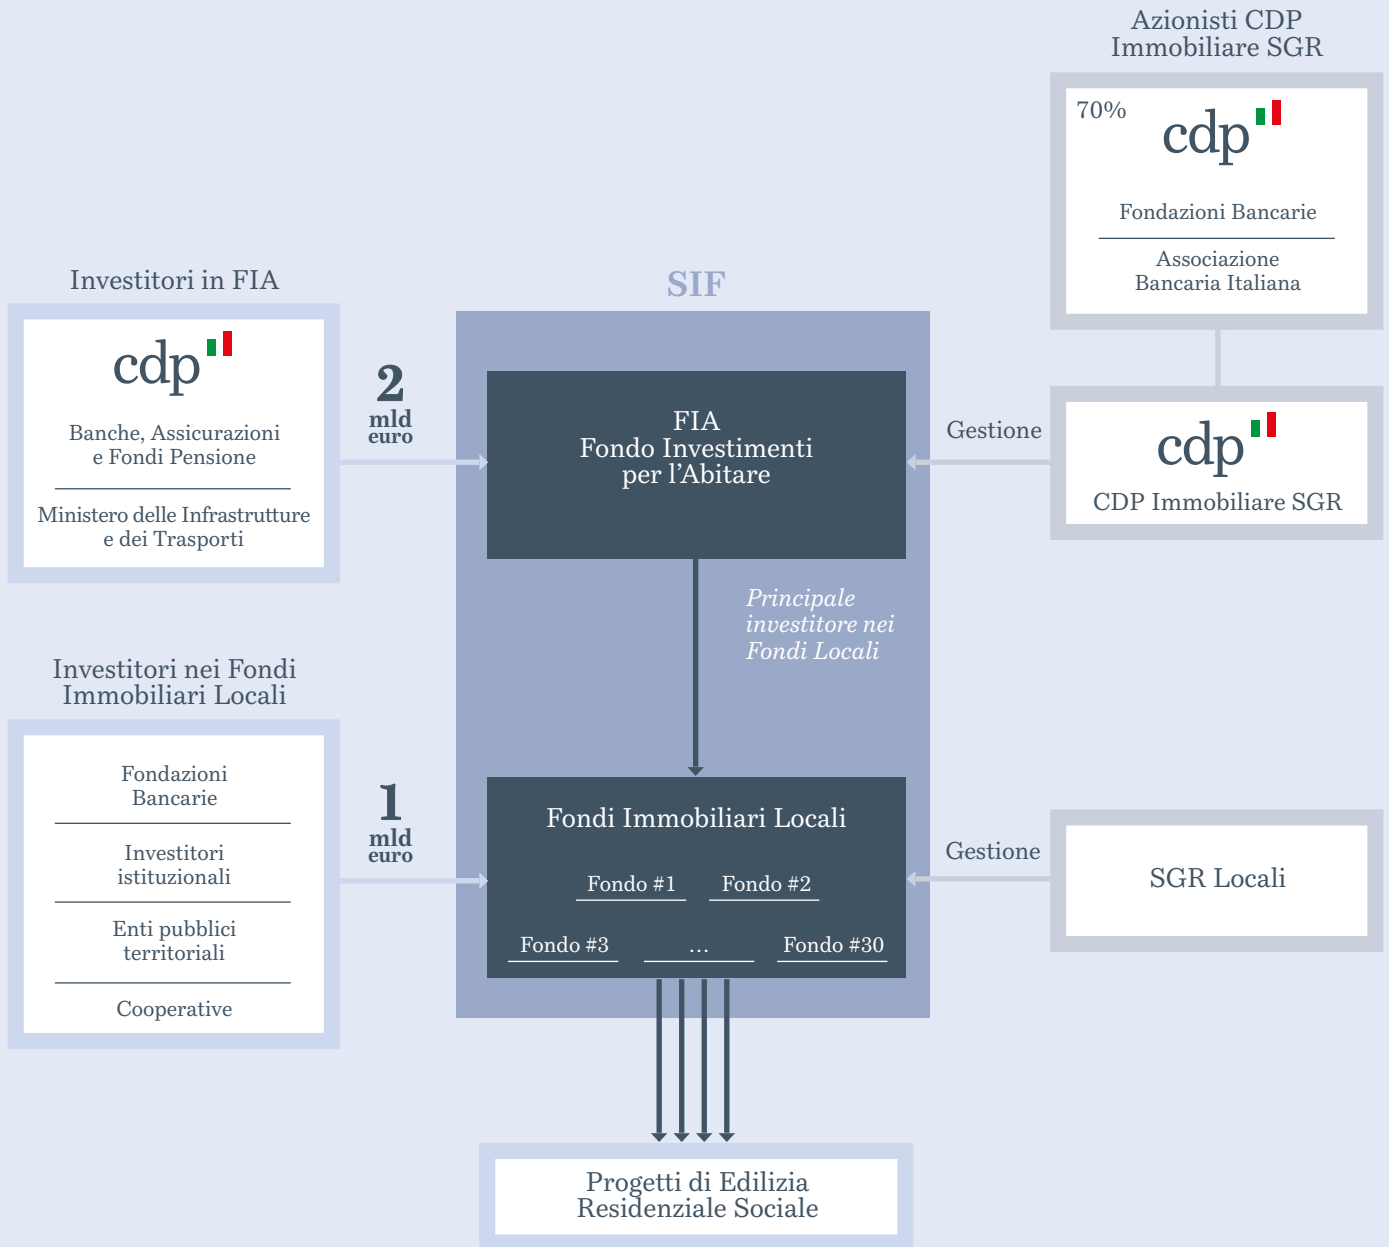 Azionisti CDP
Immobiliare SGR
70%
cdp
Fondazioni Bancarie
Associazione
Bancaria Italiana
Investitori in FIA
cdp
Banche, Assicurazioni
e Fondi Pensione
Ministero delle Infrastrutture
e dei Trasporti
2
mld
euro
SIF
FIA
Fondo Investimenti
per l’Abitare
Gestione
cdp
CDP Immobiliare SGR
Principale
investitore nei
Fondi Locali
Investitori nei Fondi
Immobiliari Locali
Fondazioni
Bancarie
Investitori
istituzionali
Enti pubblici
territoriali
Cooperative
1
mld
euro
Fondi Immobiliari Locali
Fondo #1 Fondo #2
Fondo #3 ... Fondo #30
Gestione
SGR Locali
Progetti di Edilizia
Residenziale Sociale